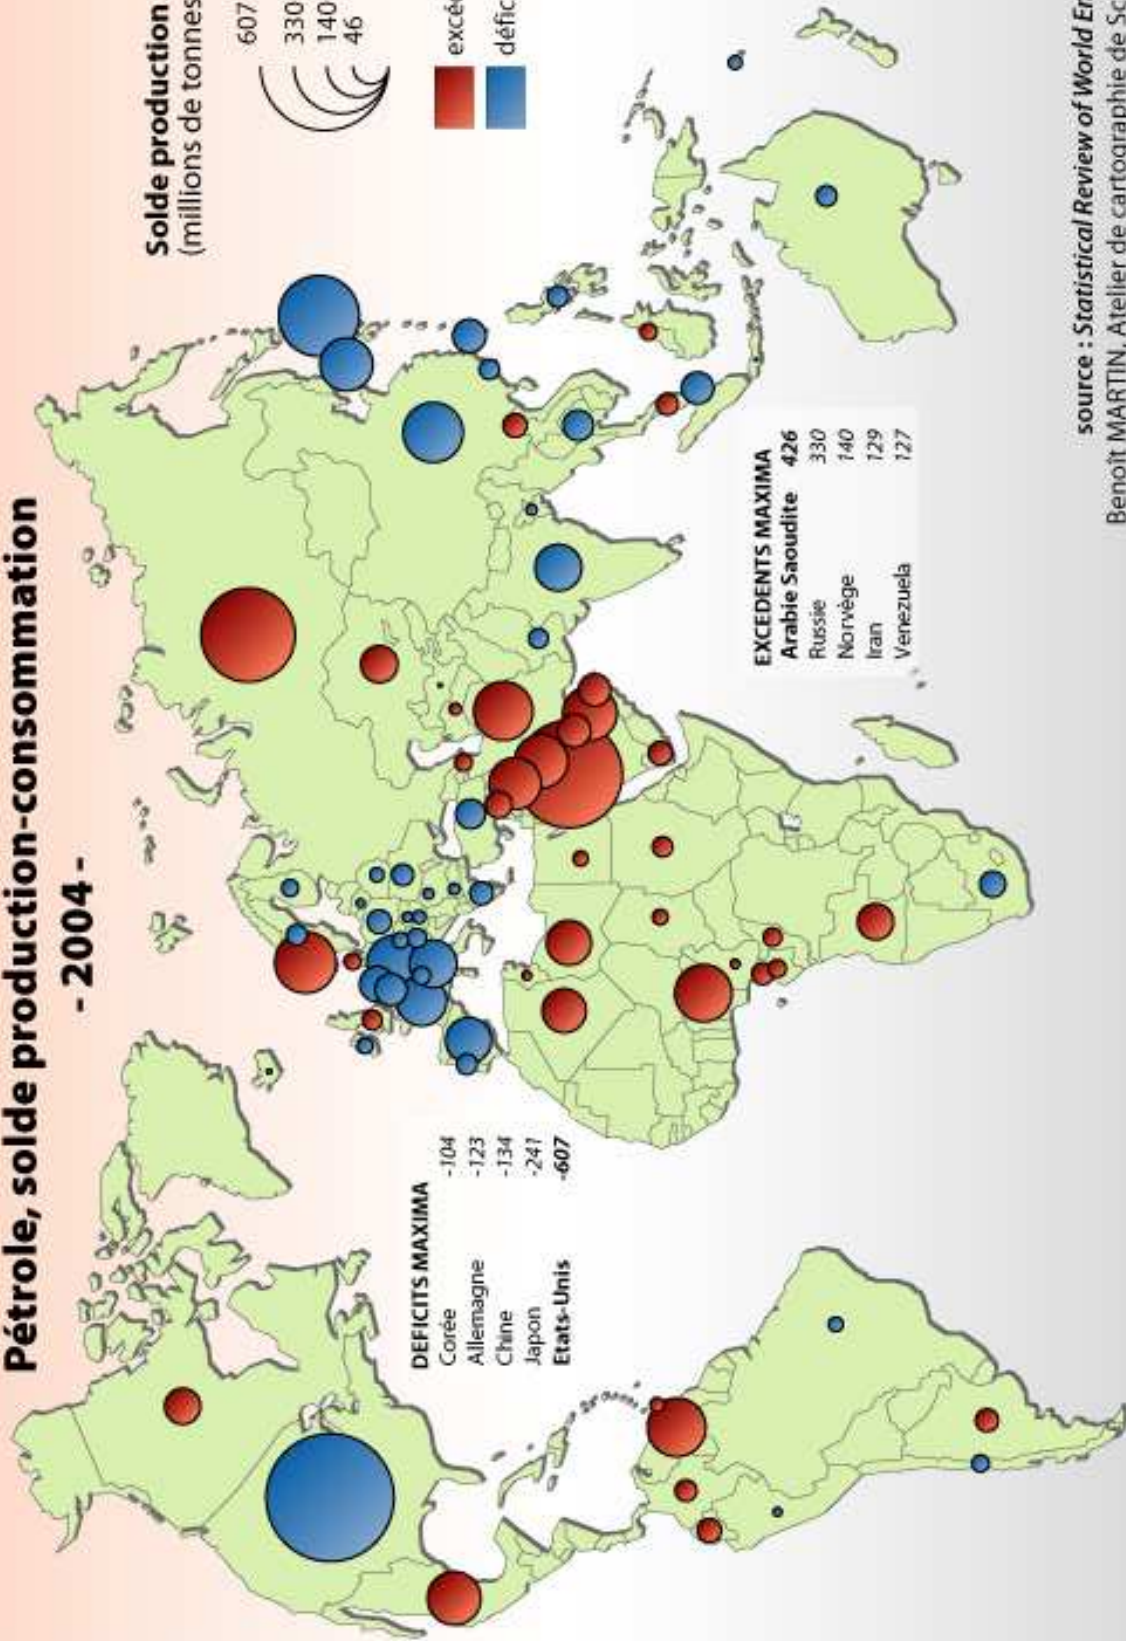 Pétrole, solde production-consommation
- 2004 -
Solde production
(millions de tonnes
607
330
140
46
excé
défic
DEFICITS MAXIMA
Corée -104
Allemagne -123
Chine -134
Japon -241
Etats-Unis -607
EXCEDENTS MAXIMA
Arabie Saoudite 426
Russie 330
Norvège 140
Iran 129
Venezuela 127
source : Statistical Review of World En
Benoît MARTIN, Atelier de cartographie de Sc